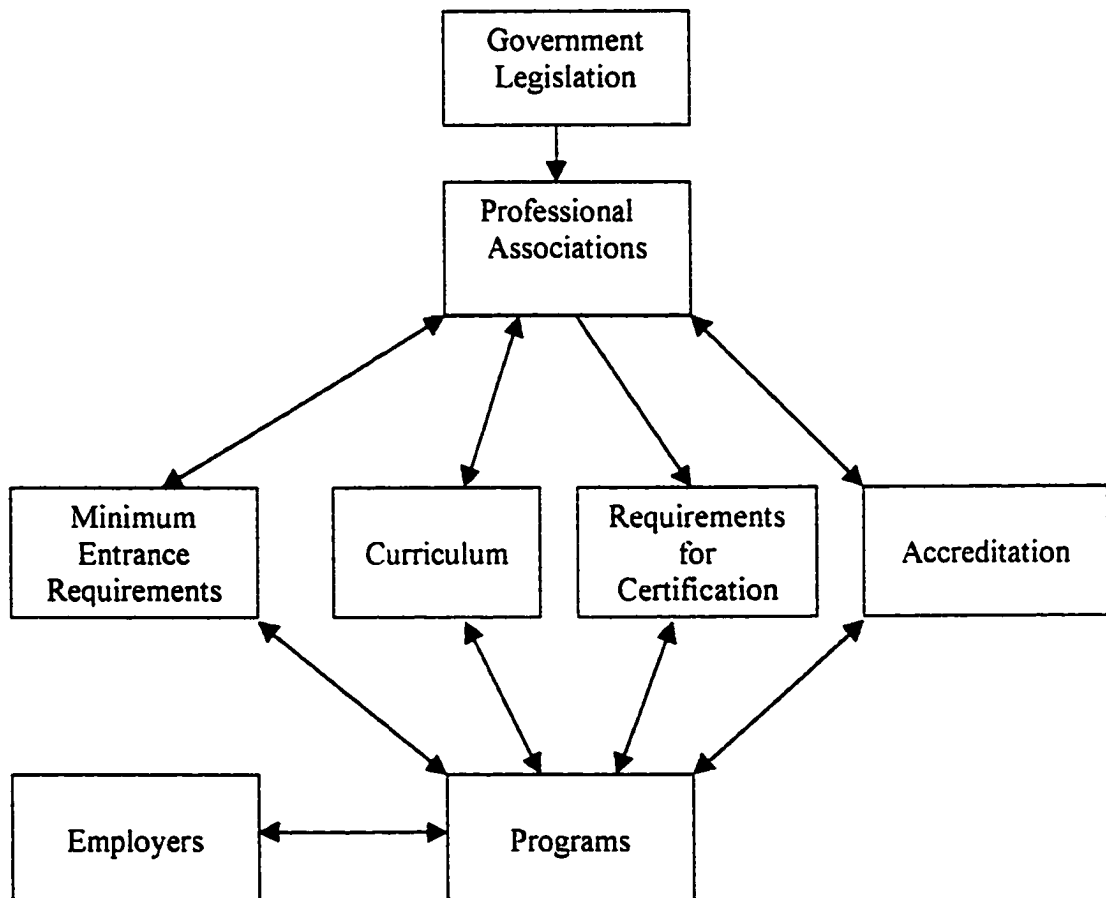 Government
Legislation
Professional
Associations
Minimum
Entrance
Requirements
Curriculum
Requirements
for
Certification
Accreditation
Employers
Programs